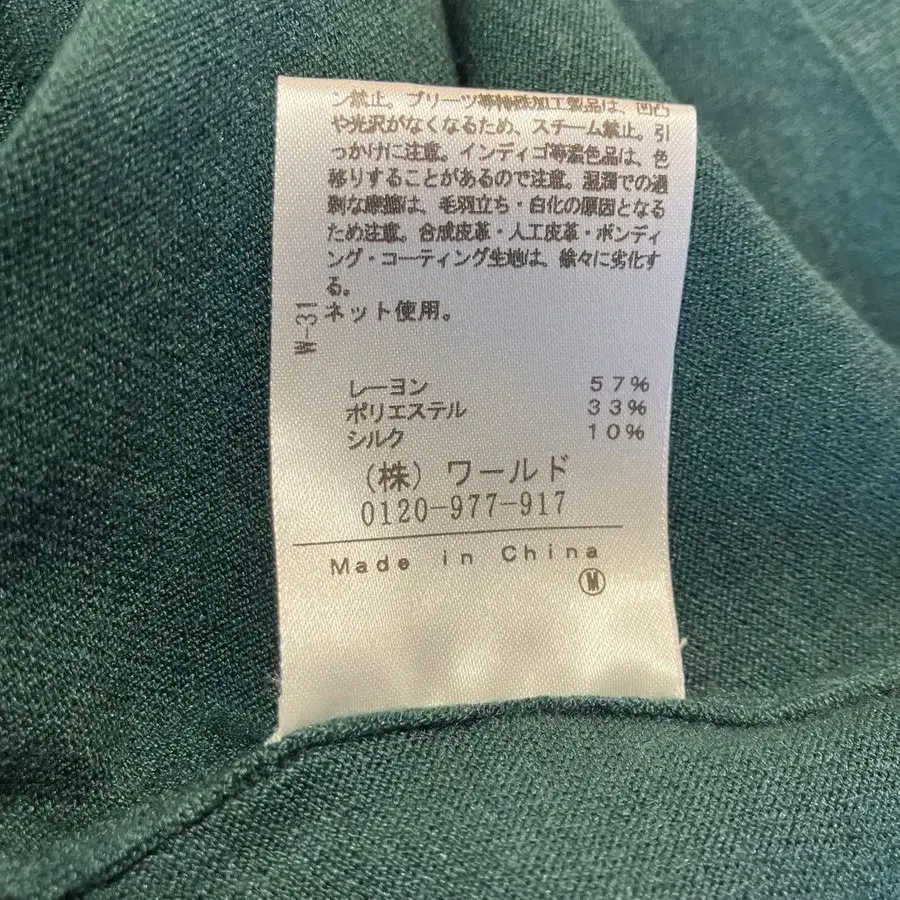 ン禁止。プリーツ等特殊加工製品は、凹凸
や光沢がなくなるため、スチーム禁止。引
っかけに注意。インディゴ等濃色品は、色
移りすることがあるので注意。湿潤での過
剰な摩擦は、毛羽立ち・白化の原因となる
ため注意。合成皮革・人工皮革・ボンディ
ング・コーティング生地は、徐々に劣化す
る。
ネット使用。
W-31
レーヨン 57%
ポリエステル 33%
シルク 10%
(株)ワールド
0120-977-917
Made in China
M